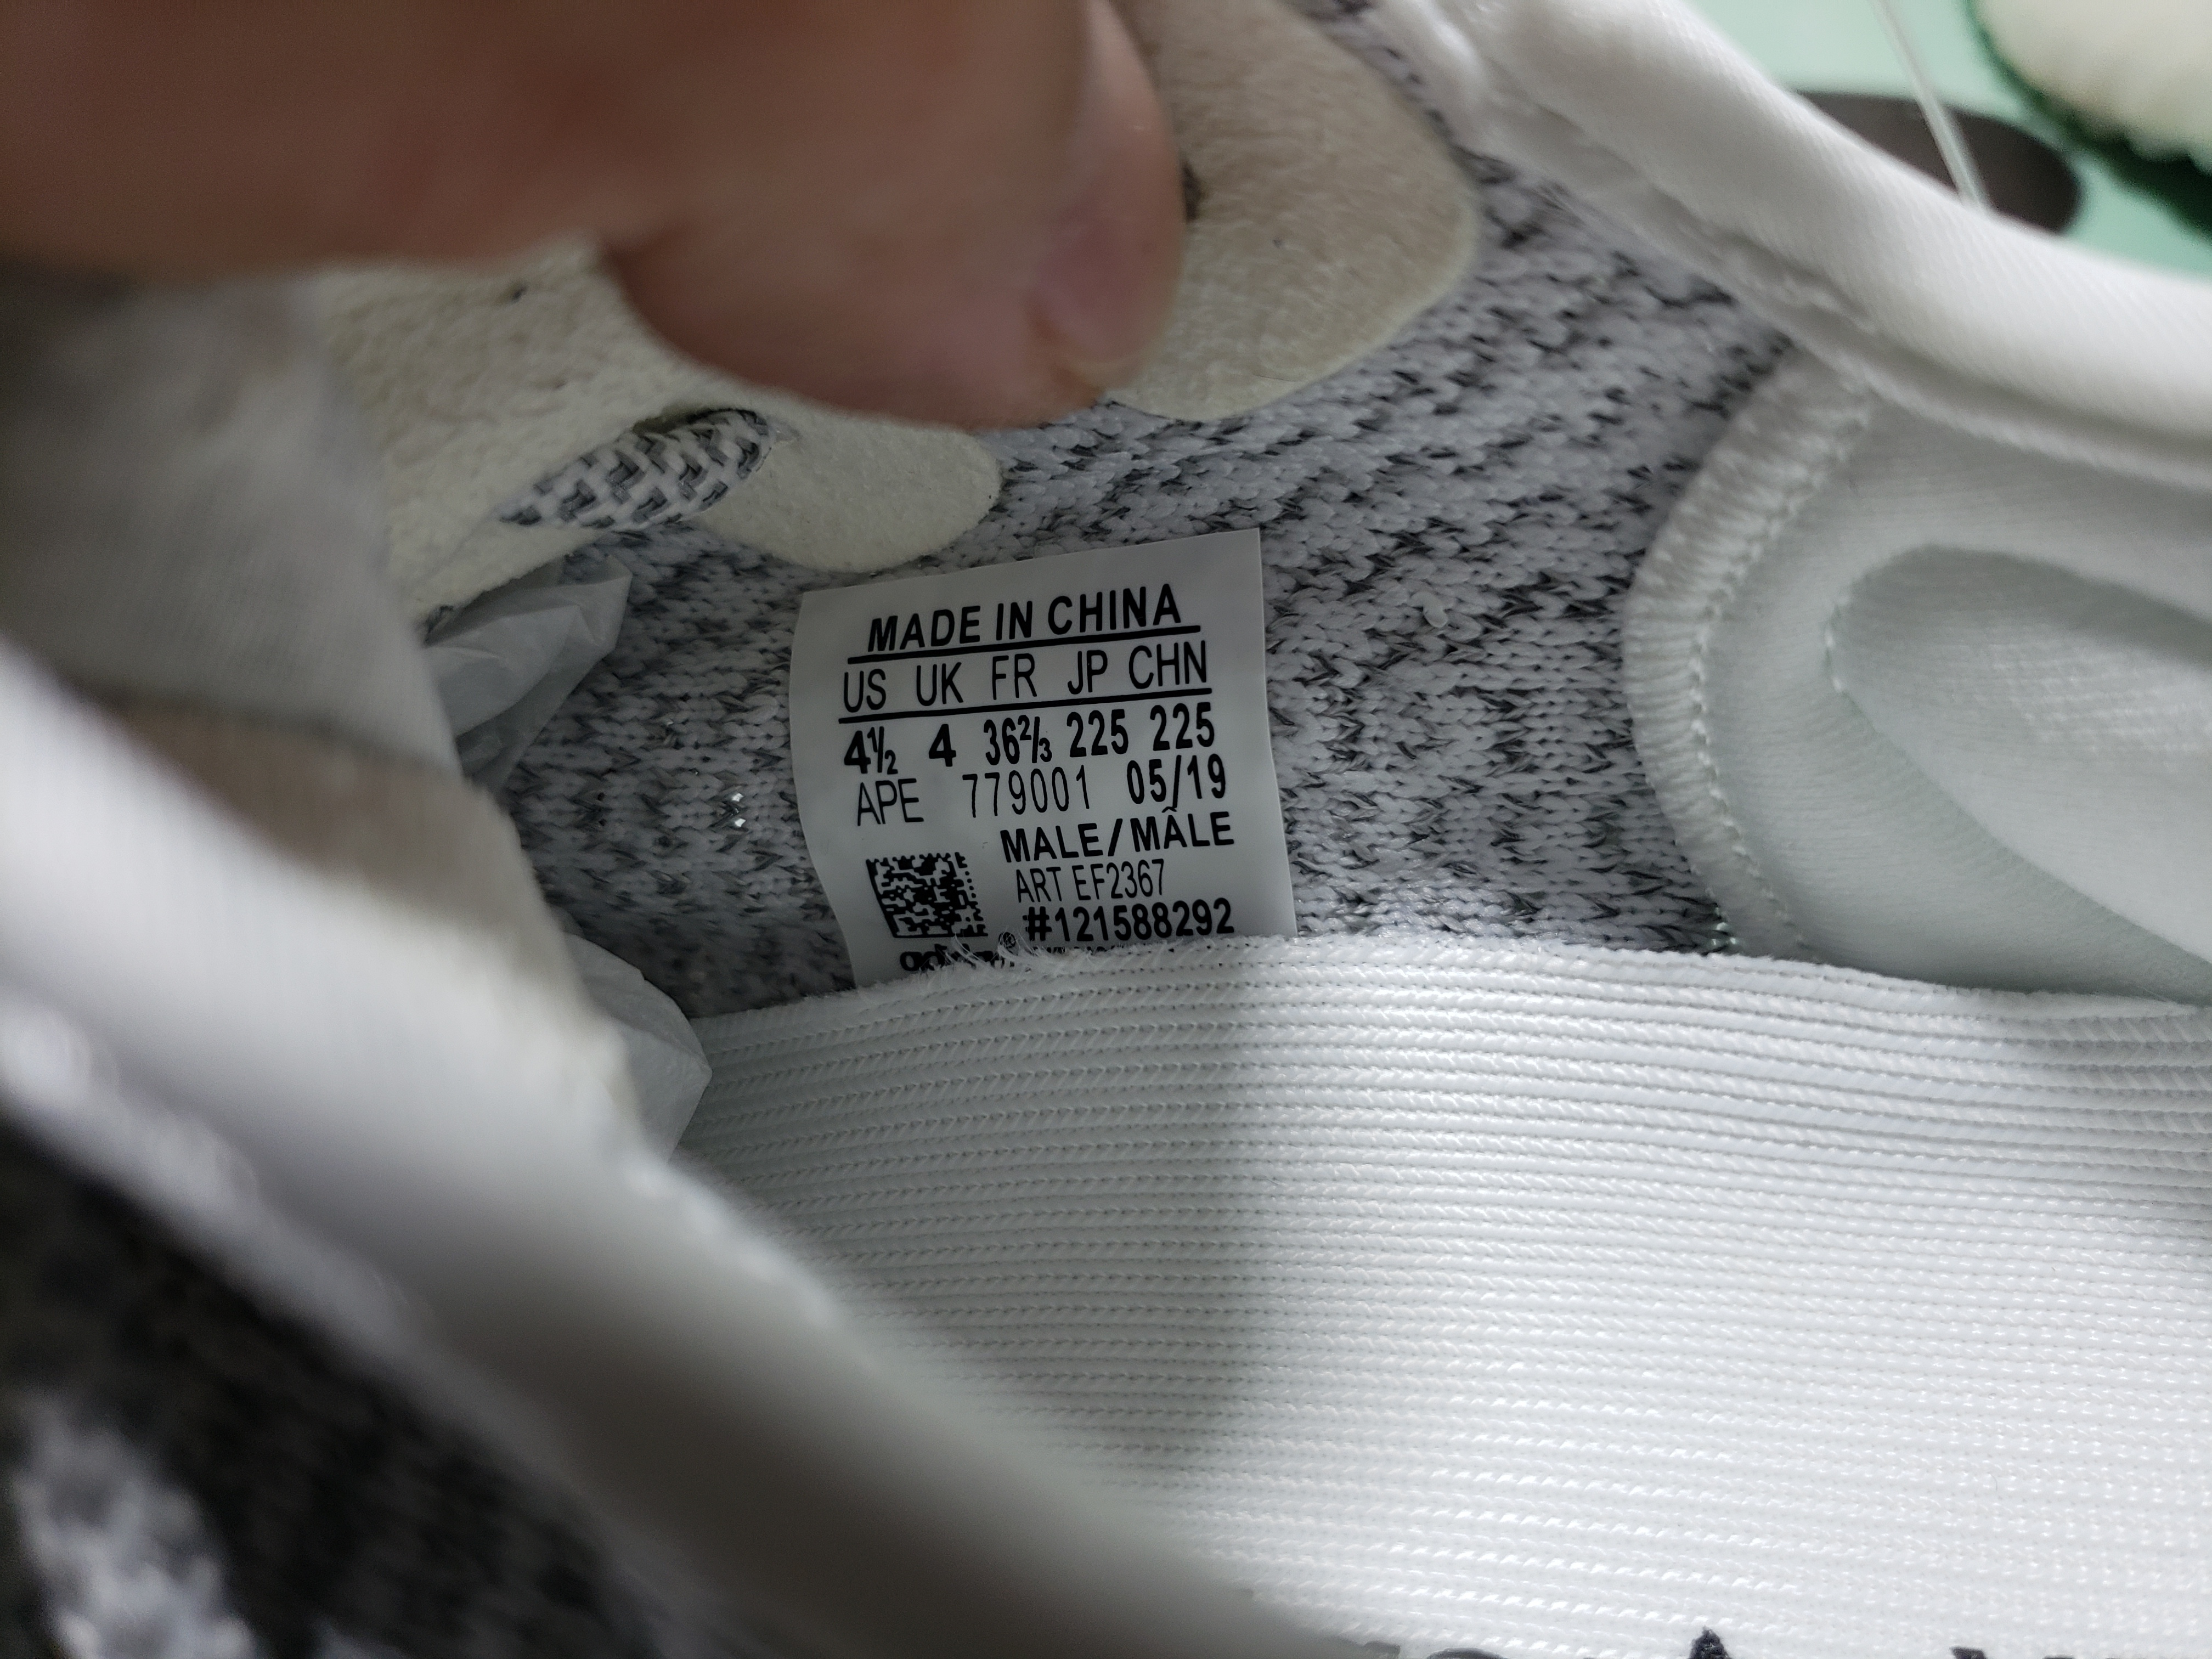 MADE IN CHINA
US UK FR JP CHN
4½ 4 36⅔ 225 225
APE 779001 05/19
MALE/MÂLE
ART EF2367
#121588292